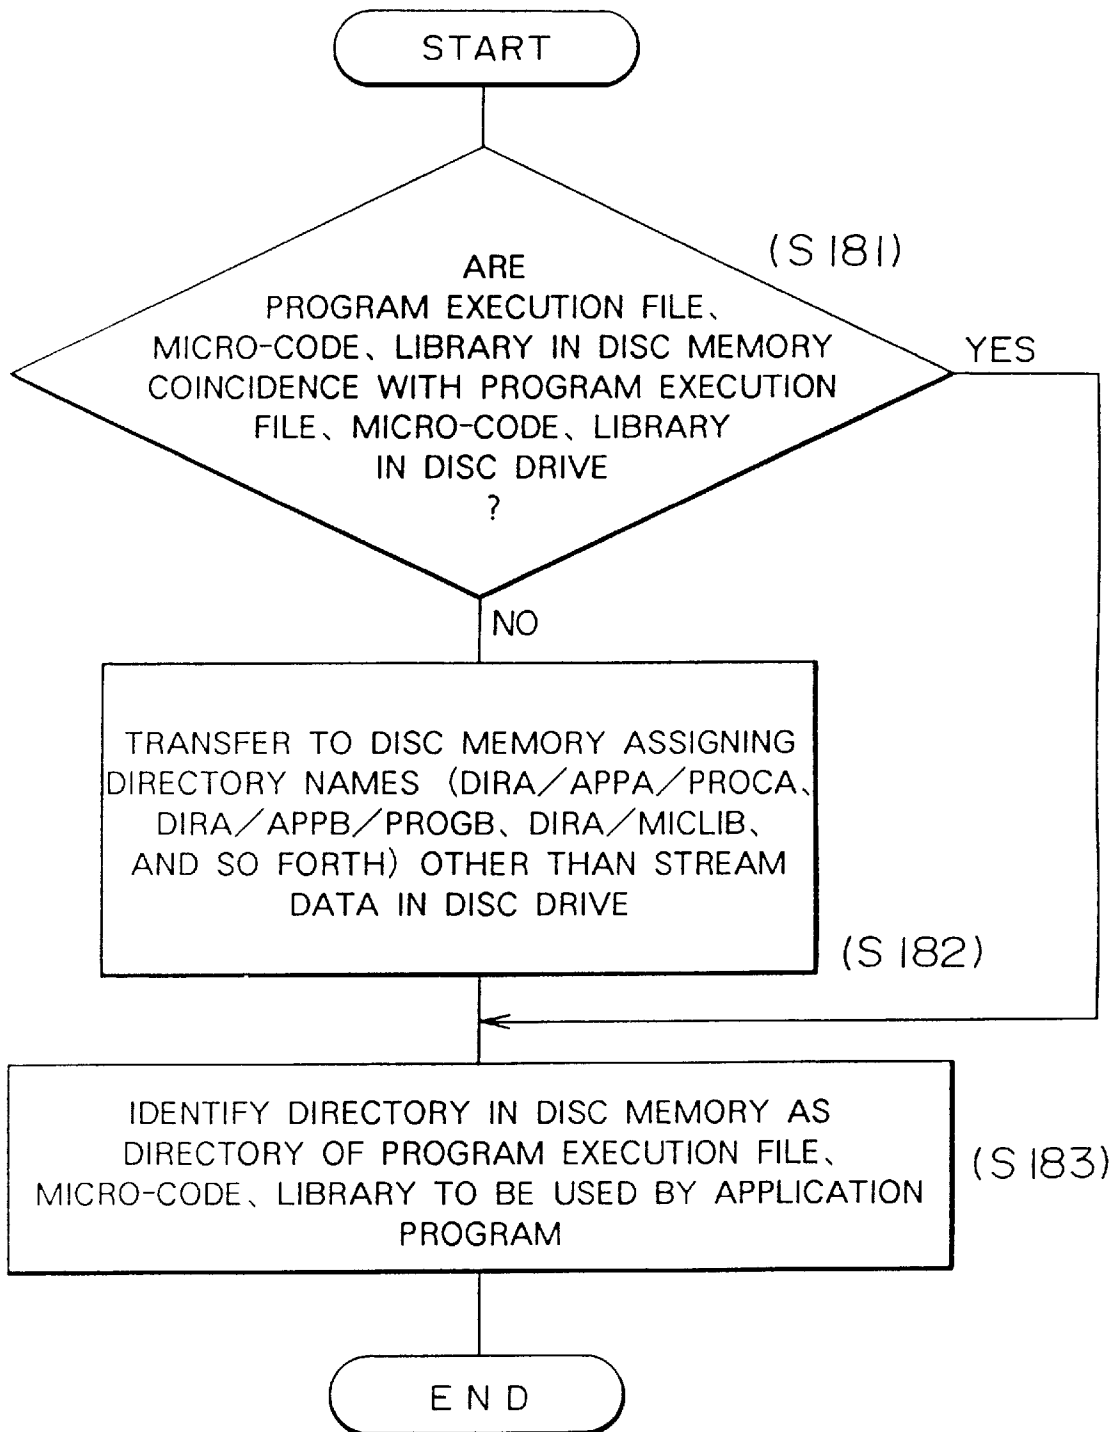 START
(S181)
ARE
PROGRAM EXECUTION FILE、
MICRO-CODE、LIBRARY IN DISC MEMORY
COINCIDENCE WITH PROGRAM EXECUTION
FILE、MICRO-CODE、LIBRARY
IN DISC DRIVE
?
YES
NO
TRANSFER TO DISC MEMORY ASSIGNING
DIRECTORY NAMES (DIRA/APPA/PROCA、
DIRA/APPB/PROGB、DIRA/MICLIB、
AND SO FORTH) OTHER THAN STREAM
DATA IN DISC DRIVE
(S182)
IDENTIFY DIRECTORY IN DISC MEMORY AS
DIRECTORY OF PROGRAM EXECUTION FILE、
MICRO-CODE、LIBRARY TO BE USED BY APPLICATION
PROGRAM
(S183)
END